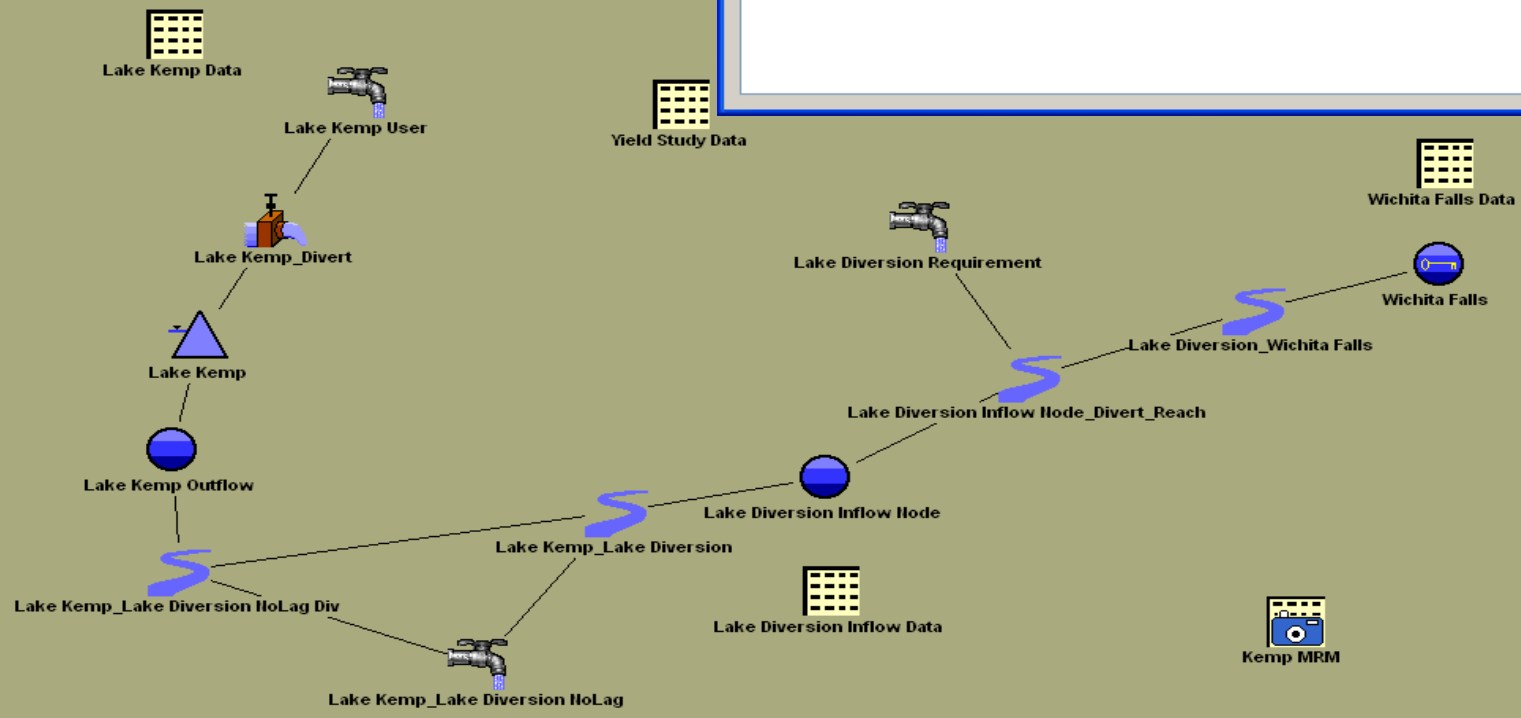 Lake Kemp Data
Lake Kemp User
Yield Study Data
Wichita Falls Data
Lake Kemp_Divert
Lake Diversion Requirement
Wichita Falls
Lake Diversion_Wichita Falls
Lake Kemp
Lake Diversion Inflow Node_Divert_Reach
Lake Kemp Outflow
Lake Diversion Inflow Node
Lake Kemp_Lake Diversion
Lake Kemp_Lake Diversion NoLag Div
Lake Diversion Inflow Data
Kemp MRM
Lake Kemp_Lake Diversion NoLag